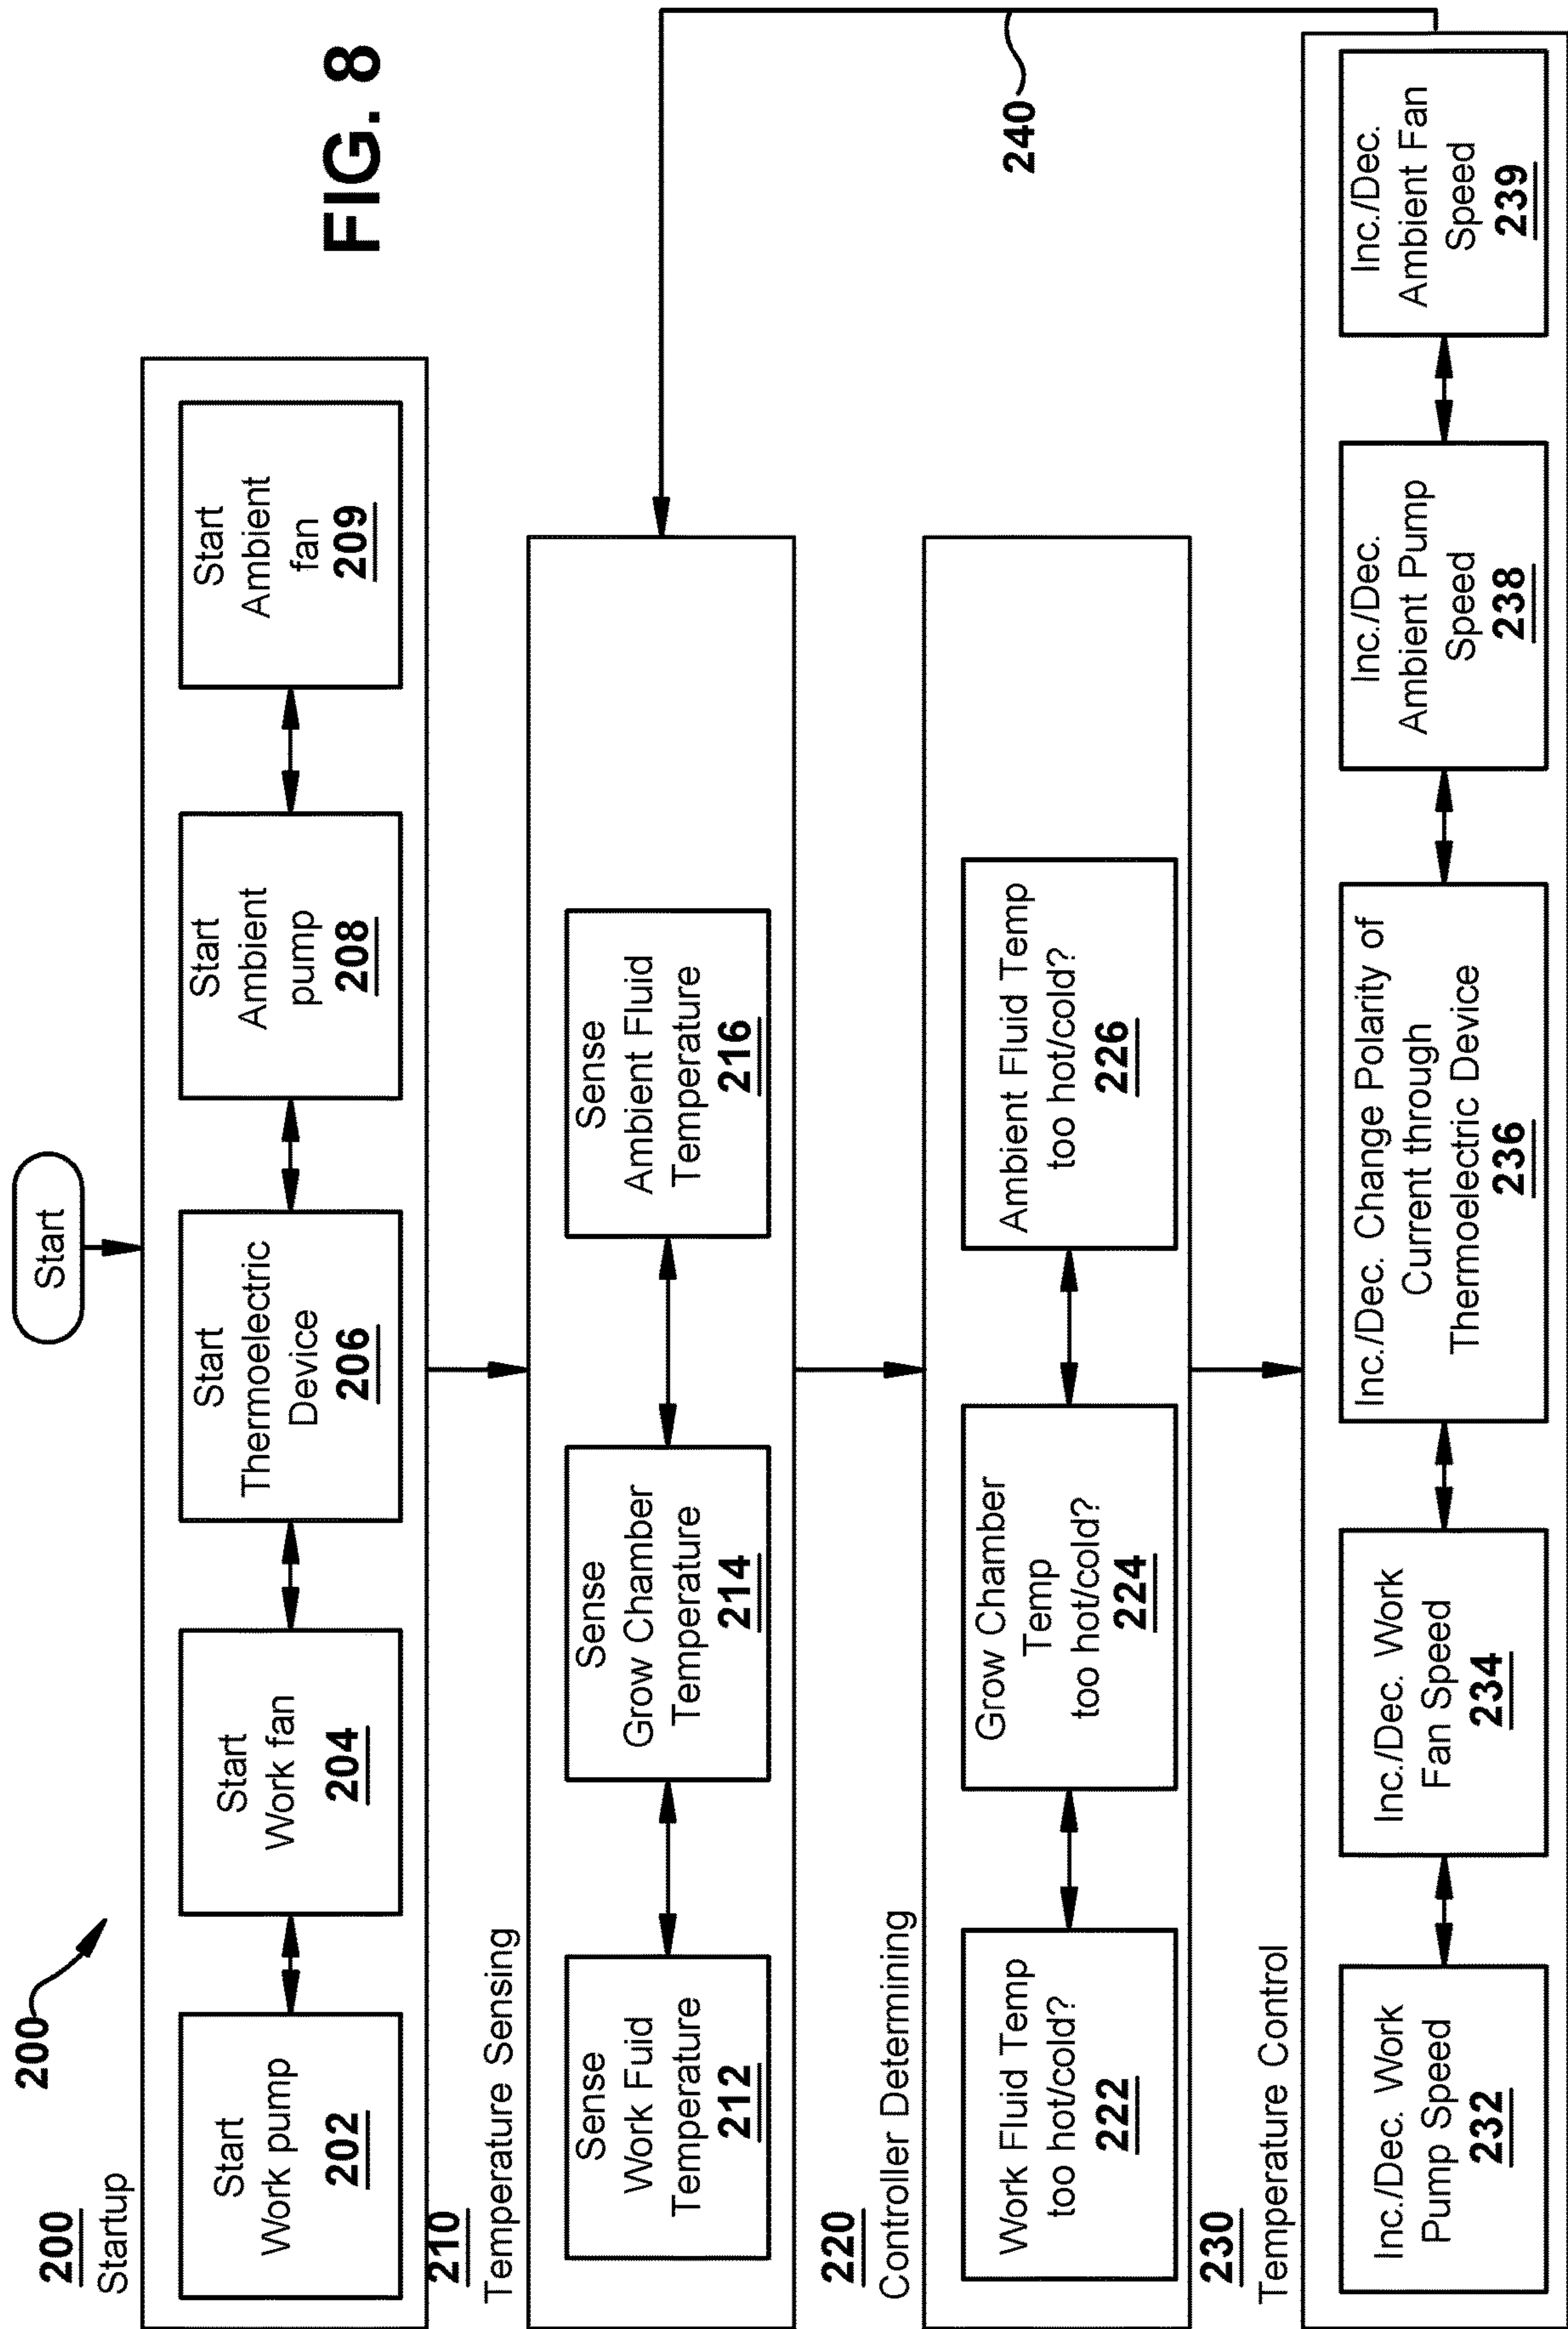 FIG. 8
200
Start
200
Startup
Start
Work pump
202
Start
Work fan
204
Start
Thermoelectric
Device
206
Start
Ambient
pump
208
Start
Ambient
fan
209
210
Temperature Sensing
Sense
Work Fuid
Temperature
212
Sense
Grow Chamber
Temperature
214
Sense
Ambient Fluid
Temperature
216
220
Controller Determining
Work Fluid Temp
too hot/cold?
222
Grow Chamber
Temp
too hot/cold?
224
Ambient Fluid Temp
too hot/cold?
226
240
230
Temperature Control
Inc./Dec. Work
Pump Speed
232
Inc./Dec. Work
Fan Speed
234
Inc./Dec. Change Polarity of
Current through
Thermoelectric Device
236
Inc./Dec.
Ambient Pump
Speed
238
Inc./Dec.
Ambient Fan
Speed
239